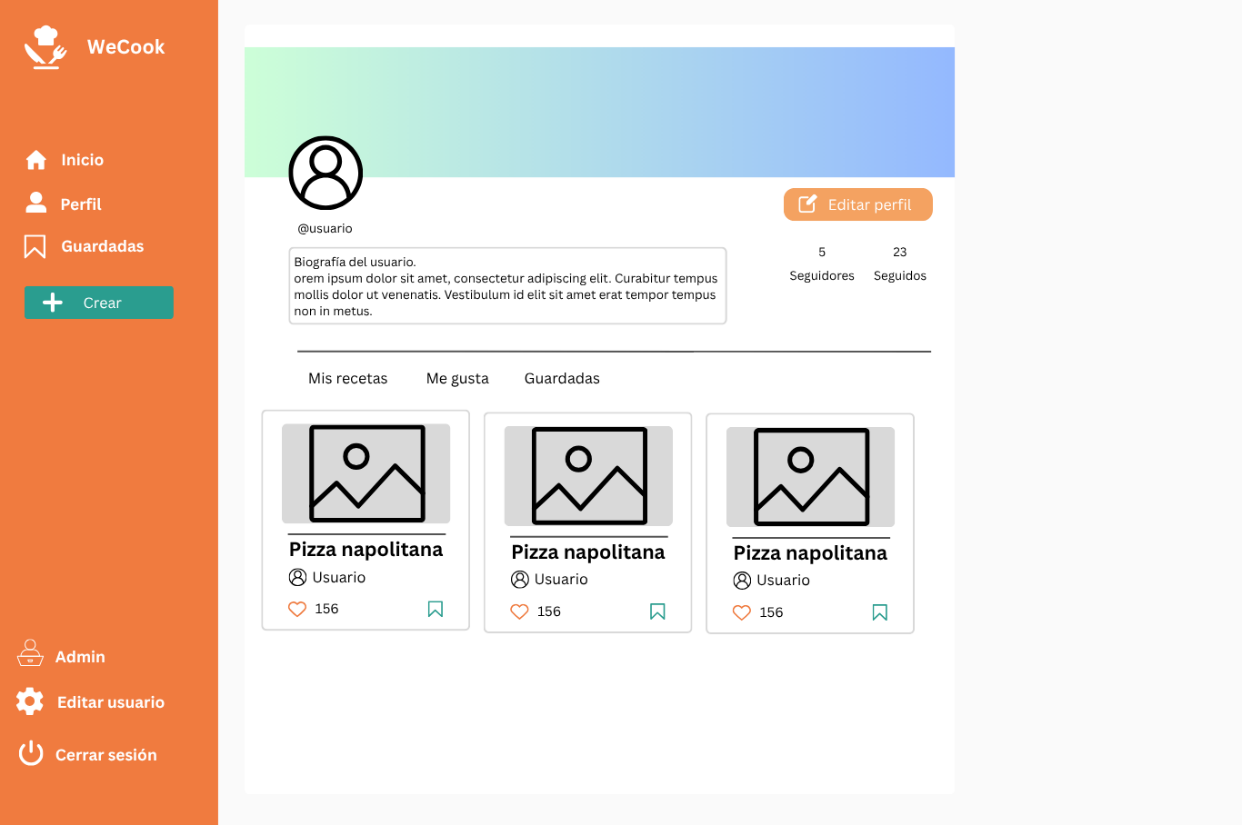 WeCook
Inicio
Perfil
Guardadas
Crear
Admin
Editar usuario
Cerrar sesión
@usuario
Editar perfil
5
23
Seguidores
Seguidos
Biografía del usuario.
orem ipsum dolor sit amet, consectetur adipiscing elit. Curabitur tempus
mollis dolor ut venenatis. Vestibulum id elit sit amet erat tempor tempus
non in metus.
Mis recetas
Me gusta
Guardadas
Pizza napolitana
Usuario
156
Pizza napolitana
Usuario
156
Pizza napolitana
Usuario
156